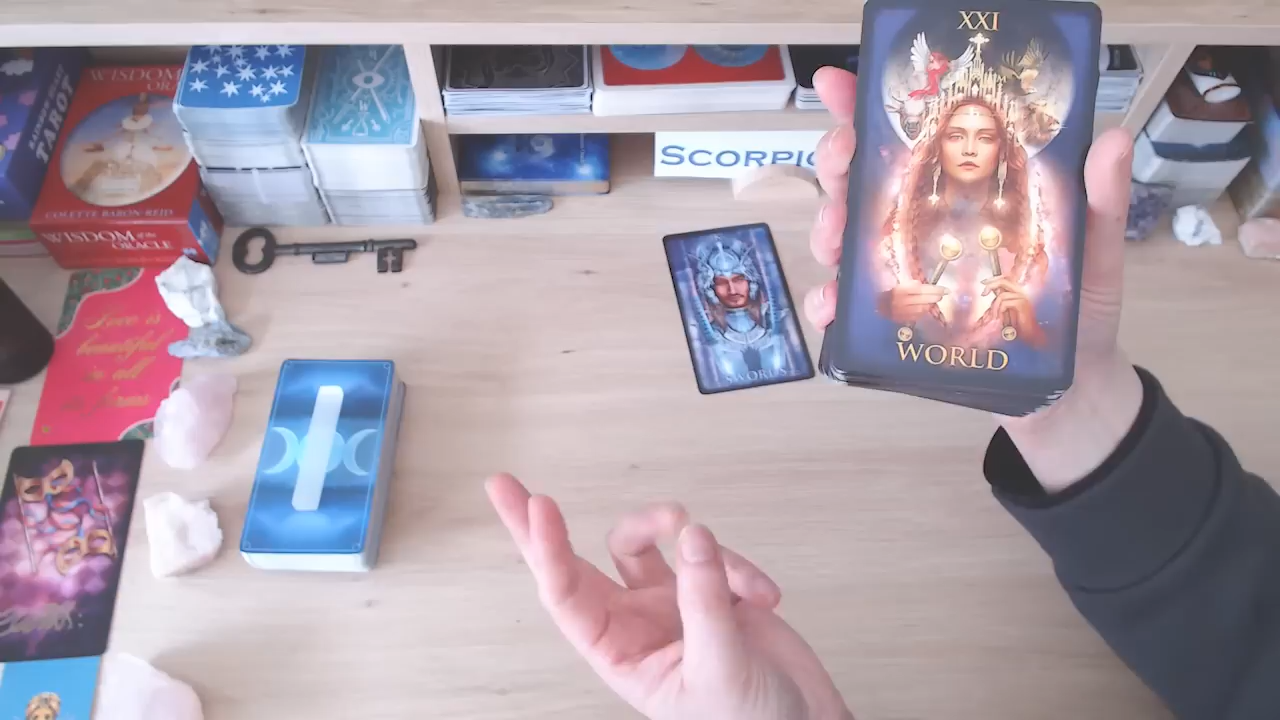 XXI
WORLD
SCORPIO
SWORDS
WISDOM
ORA
COLETTE BARON-REID
WISDOM of the
ORACLE
TAROT
Love is
beautiful
in all
its forms